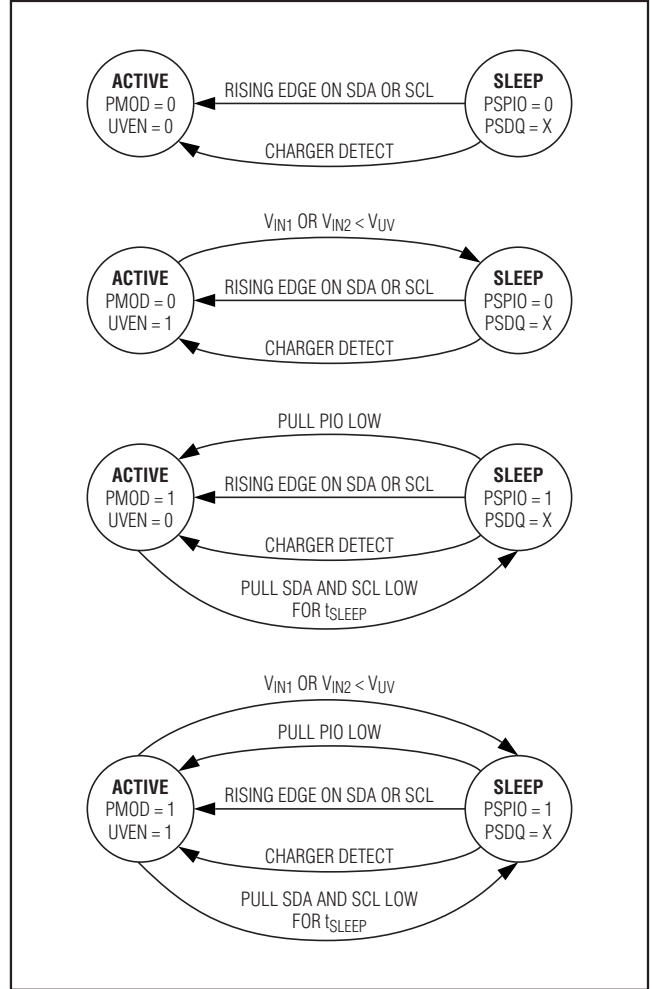 ACTIVE
PMOD = 0
UVEN = 0
RISING EDGE ON SDA OR SCL
CHARGER DETECT
SLEEP
PSPIO = 0
PSDQ = X
V_IN1 OR V_IN2 < V_UV
ACTIVE
PMOD = 0
UVEN = 1
RISING EDGE ON SDA OR SCL
CHARGER DETECT
SLEEP
PSPIO = 0
PSDQ = X
PULL PIO LOW
ACTIVE
PMOD = 1
UVEN = 0
RISING EDGE ON SDA OR SCL
CHARGER DETECT
SLEEP
PSPIO = 1
PSDQ = X
PULL SDA AND SCL LOW
FOR t_SLEEP
V_IN1 OR V_IN2 < V_UV
PULL PIO LOW
ACTIVE
PMOD = 1
UVEN = 1
RISING EDGE ON SDA OR SCL
CHARGER DETECT
SLEEP
PSPIO = 1
PSDQ = X
PULL SDA AND SCL LOW
FOR t_SLEEP